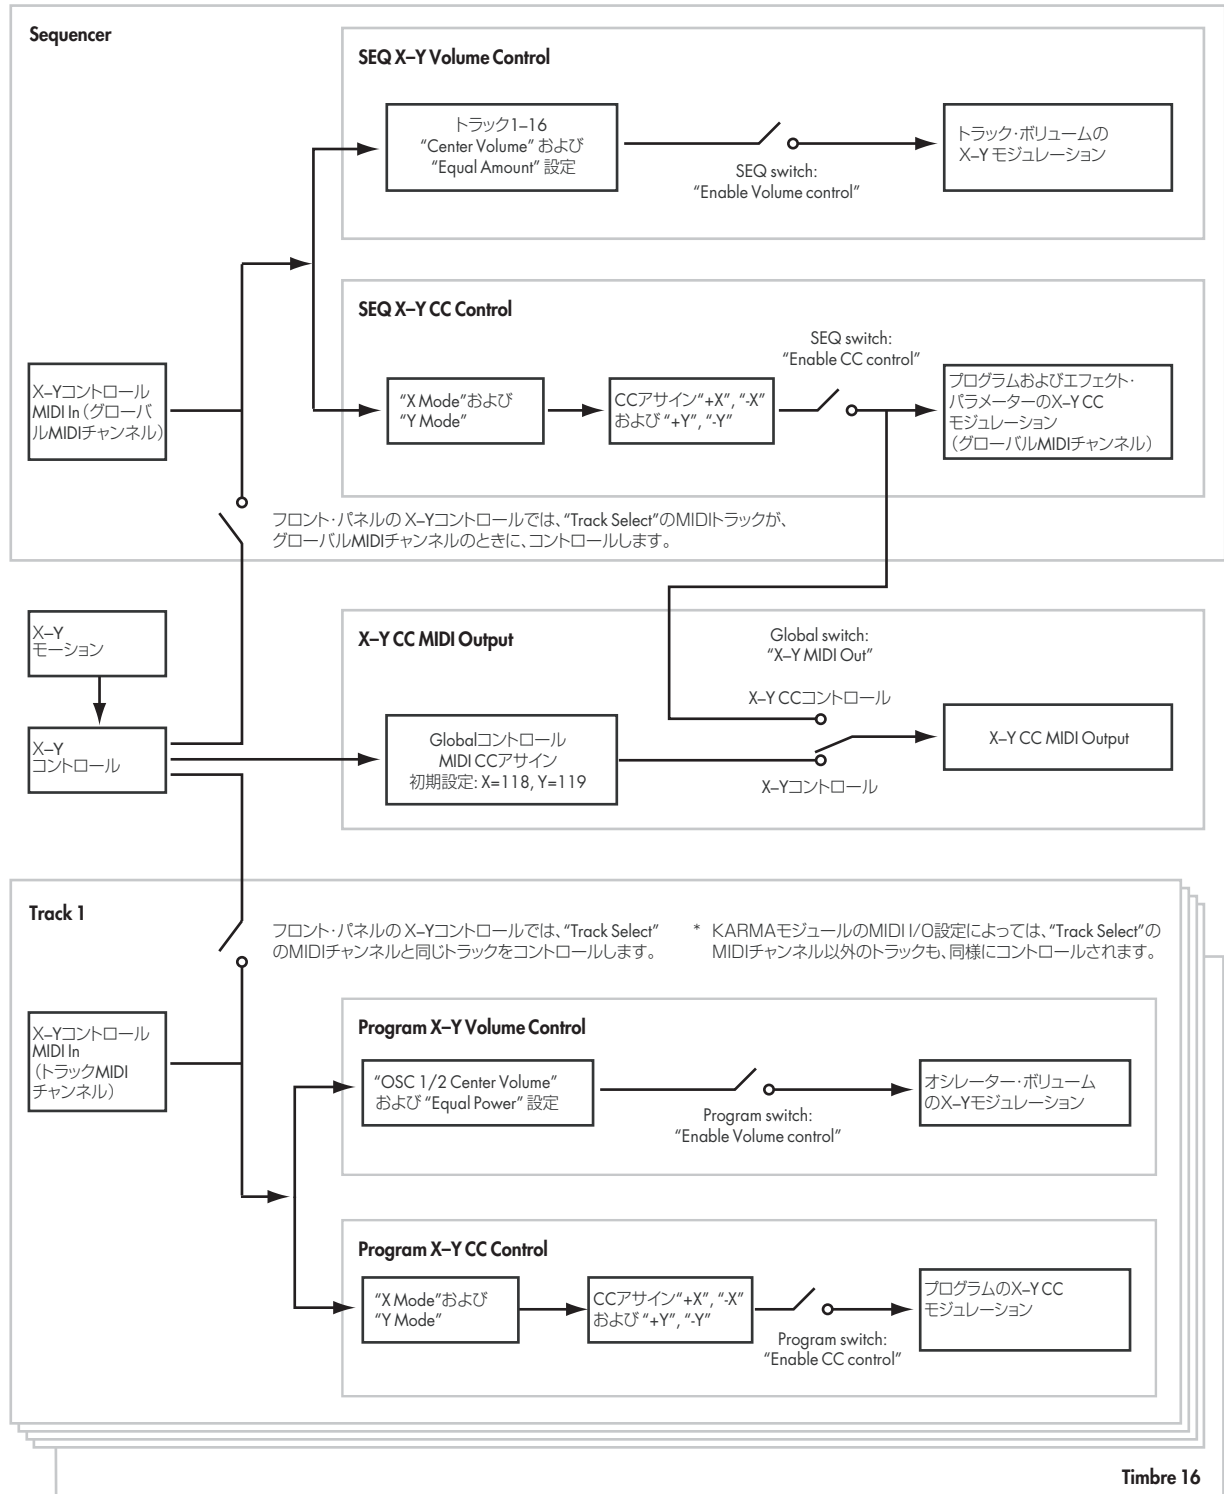 Sequencer
SEQ X–Y Volume Control
トラック1–16
“Center Volume” および
“Equal Amount” 設定
SEQ switch:
“Enable Volume control”
トラック・ボリュームの
X–Y モジュレーション
SEQ X–Y CC Control
SEQ switch:
“Enable CC control”
X–Yコントロール
MIDI In（グローバ
ルMIDIチャンネル）
“X Mode”および
“Y Mode”
CCアサイン“+X”, “-X”
および “+Y”, “-Y”
プログラムおよびエフェクト・
パラメーターのX–Y CC
モジュレーション
（グローバルMIDIチャンネル）
フロント・パネルの X–Yコントロールでは、“Track Select”のMIDIトラックが、
グローバルMIDIチャンネルのときに、コントロールします。
X–Y
モーション
X–Y
コントロール
X–Y CC MIDI Output
Global switch:
“X–Y MIDI Out”
X–Y CCコントロール
Globalコントロール
MIDI CCアサイン
初期設定: X=118, Y=119
X–Yコントロール
X–Y CC MIDI Output
Track 1
フロント・パネルの X–Yコントロールでは、“Track Select”
のMIDIチャンネルと同じトラックをコントロールします。
* KARMAモジュールのMIDI I/O設定によっては、“Track Select”の
MIDIチャンネル以外のトラックも、同様にコントロールされます。
X–Yコントロール
MIDI In
（トラックMIDI
チャンネル）
Program X–Y Volume Control
“OSC 1/2 Center Volume”
および “Equal Power” 設定
Program switch:
“Enable Volume control”
オシレーター・ボリューム
のX–Yモジュレーション
Program X–Y CC Control
“X Mode”および
“Y Mode”
CCアサイン“+X”, “-X”
および “+Y”, “-Y”
Program switch:
“Enable CC control”
プログラムのX–Y CC
モジュレーション
Timbre 16